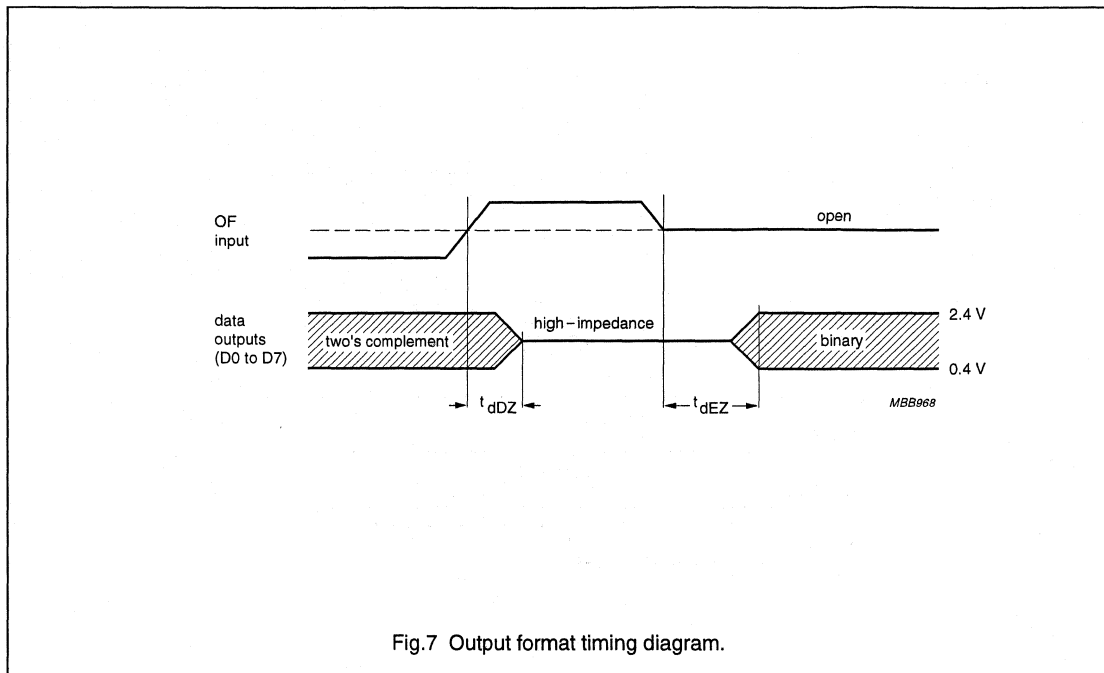 OF
input
open
data
outputs
(D0 to D7)
two's complement
high–impedance
binary
2.4 V
0.4 V
t dDZ
t dEZ
MBB968
Fig.7 Output format timing diagram.